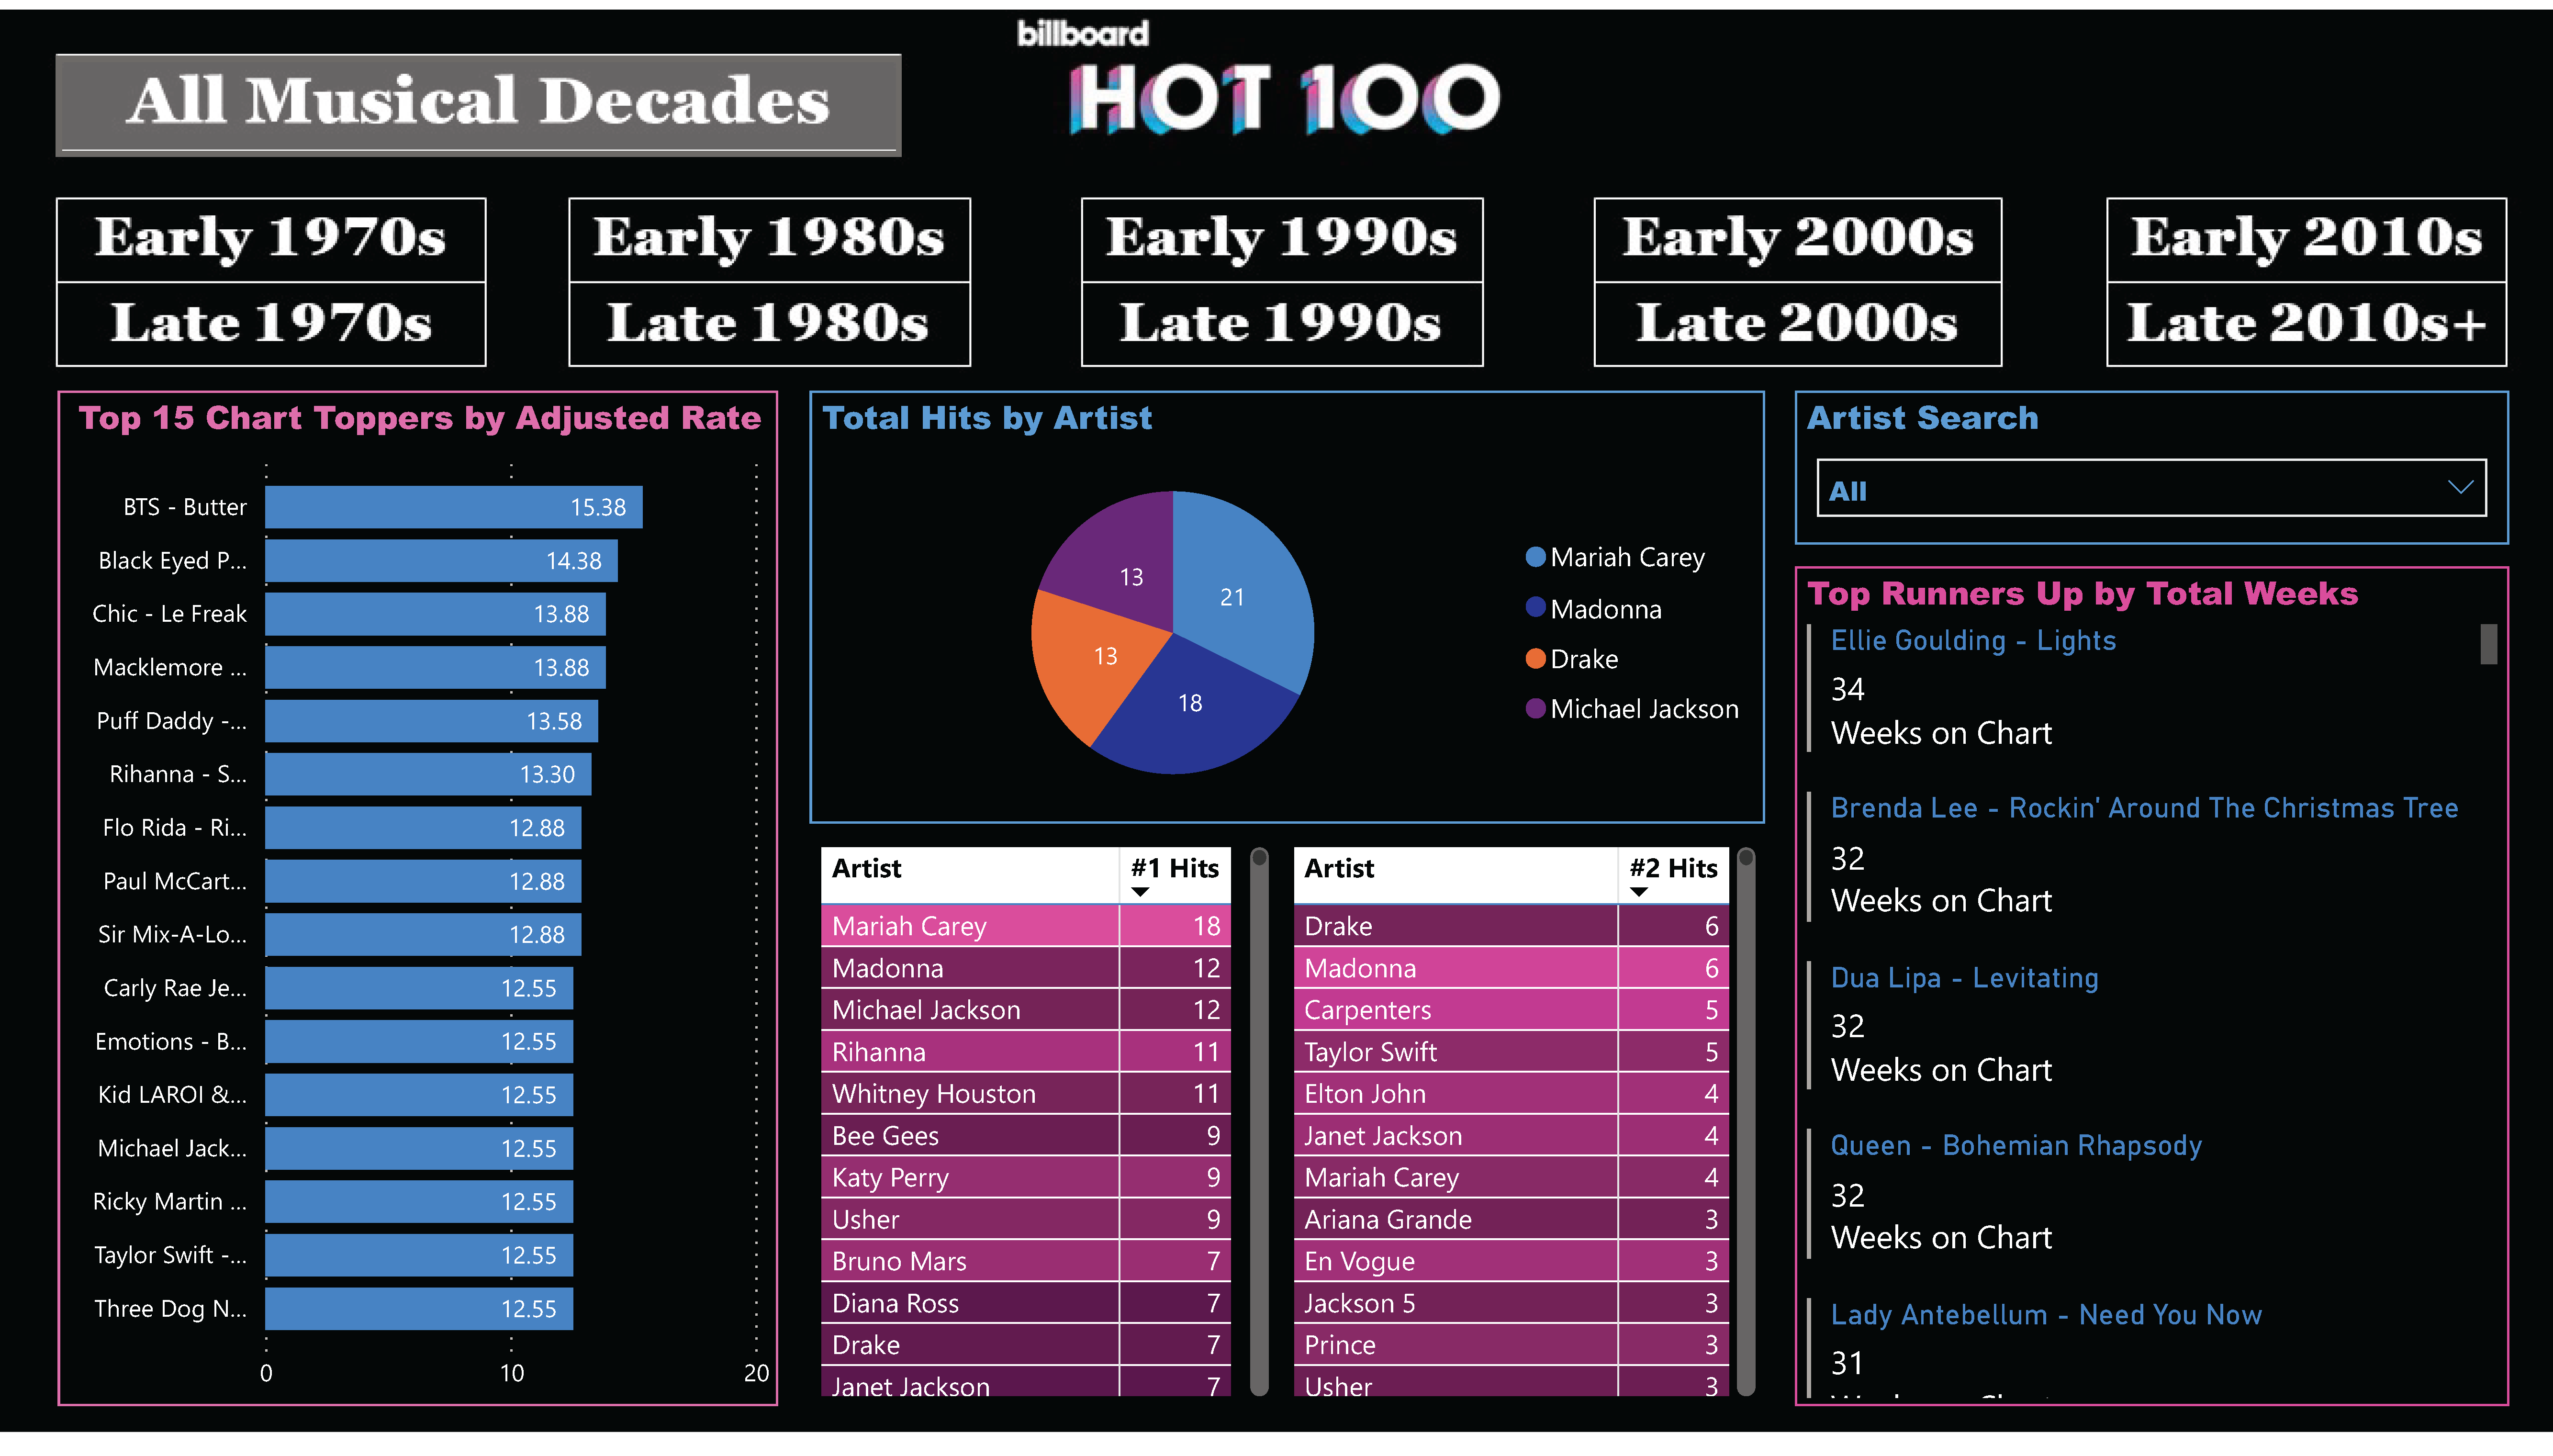 billboard
HOT 100
All Musical Decades
Early 1970s
Late 1970s
Early 1980s
Late 1980s
Early 1990s
Late 1990s
Early 2000s
Late 2000s
Early 2010s
Late 2010s+
Top 15 Chart Toppers by Adjusted Rate
BTS - Butter 15.38
Black Eyed P... 14.38
Chic - Le Freak 13.88
Macklemore ... 13.88
Puff Daddy -... 13.58
Rihanna - S... 13.30
Flo Rida - Ri... 12.88
Paul McCart... 12.88
Sir Mix-A-Lo... 12.88
Carly Rae Je... 12.55
Emotions - B... 12.55
Kid LAROI &... 12.55
Michael Jack... 12.55
Ricky Martin ... 12.55
Taylor Swift -... 12.55
Three Dog N... 12.55
0 10 20
Total Hits by Artist
13
21
13
18
Mariah Carey
Madonna
Drake
Michael Jackson
Artist #1 Hits
Mariah Carey 18
Madonna 12
Michael Jackson 12
Rihanna 11
Whitney Houston 11
Bee Gees 9
Katy Perry 9
Usher 9
Bruno Mars 7
Diana Ross 7
Drake 7
Janet Jackson 7
Artist #2 Hits
Drake 6
Madonna 6
Carpenters 5
Taylor Swift 5
Elton John 4
Janet Jackson 4
Mariah Carey 4
Ariana Grande 3
En Vogue 3
Jackson 5 3
Prince 3
Usher 3
Artist Search
All
Top Runners Up by Total Weeks
Ellie Goulding - Lights
34
Weeks on Chart
Brenda Lee - Rockin' Around The Christmas Tree
32
Weeks on Chart
Dua Lipa - Levitating
32
Weeks on Chart
Queen - Bohemian Rhapsody
32
Weeks on Chart
Lady Antebellum - Need You Now
31